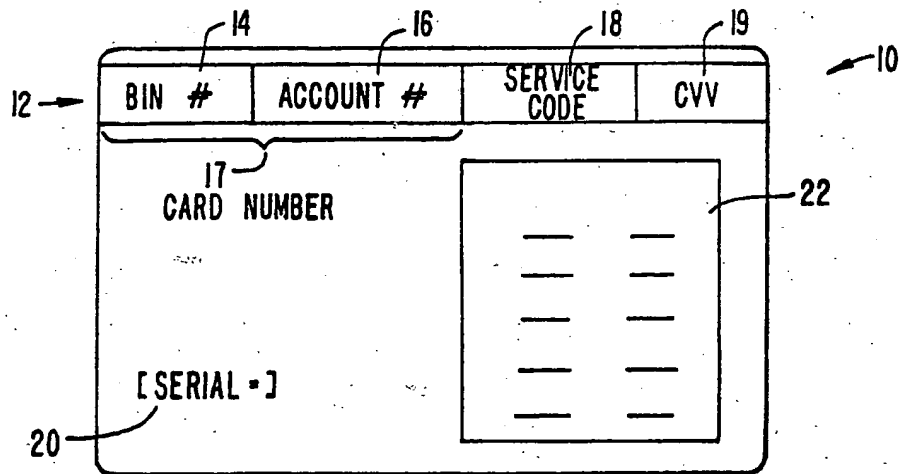 14 16 18 19
10
12 BIN # ACCOUNT # SERVICE CODE CVV
17
CARD NUMBER
22
[SERIAL = ]
20